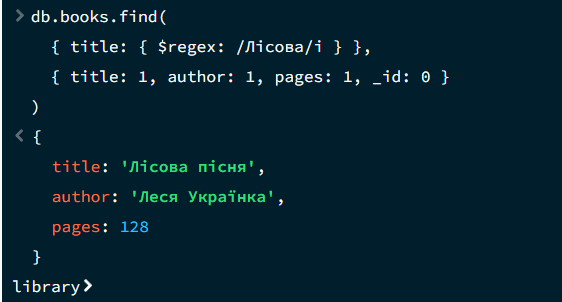 > db.books.find(
{ title: { $regex: /Лісова/i } },
{ title: 1, author: 1, pages: 1, _id: 0 }
)
< {
title: 'Лісова пісня',
author: 'Леся Українка',
pages: 128
}
library>